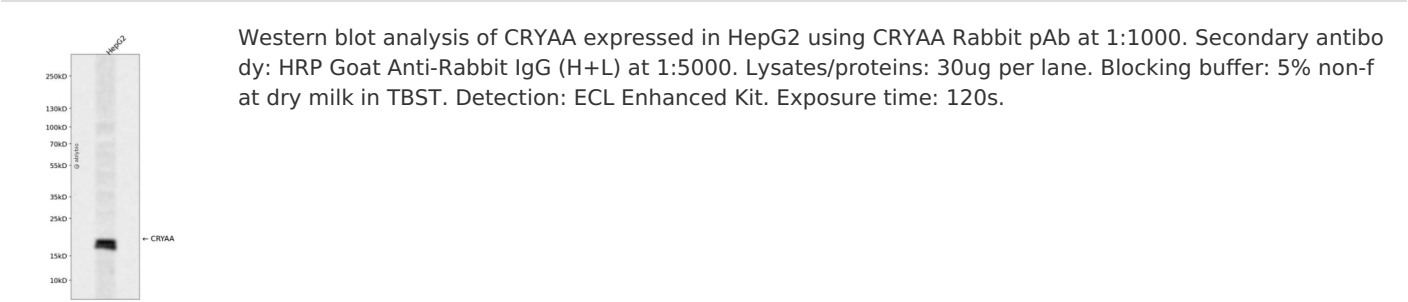 HepG2
Western blot analysis of CRYAA expressed in HepG2 using CRYAA Rabbit pAb at 1:1000. Secondary antibo
dy: HRP Goat Anti-Rabbit IgG (H+L) at 1:5000. Lysates/proteins: 30ug per lane. Blocking buffer: 5% non-f
at dry milk in TBST. Detection: ECL Enhanced Kit. Exposure time: 120s.
250kD
130kD
100kD
70kD
55kD
35kD
25kD
← CRYAA
15kD
10kD